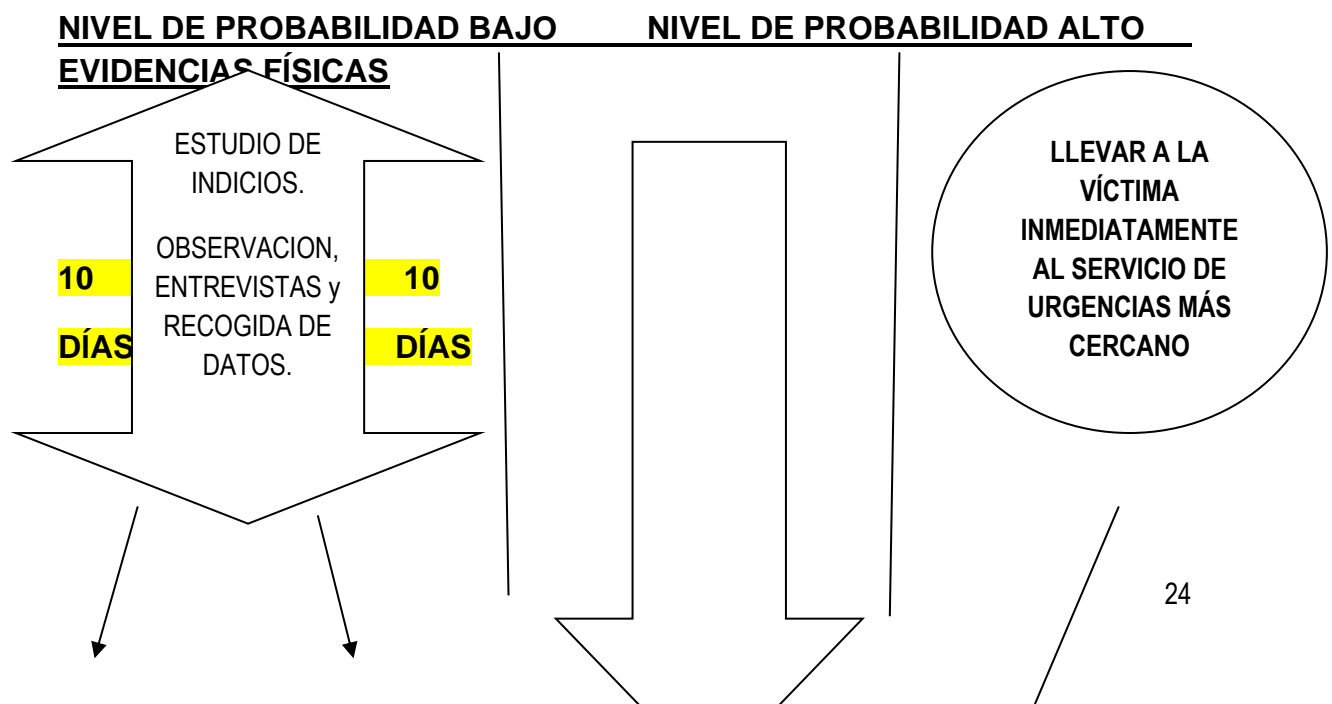 NIVEL DE PROBABILIDAD BAJO NIVEL DE PROBABILIDAD ALTO
EVIDENCIAS FÍSICAS
ESTUDIO DE
INDICIOS.
OBSERVACION,
ENTREVISTAS y
RECOGIDA DE
DATOS.
10 10
DÍAS DÍAS
LLEVAR A LA
VÍCTIMA
INMEDIATAMENTE
AL SERVICIO DE
URGENCIAS MÁS
CERCANO
24